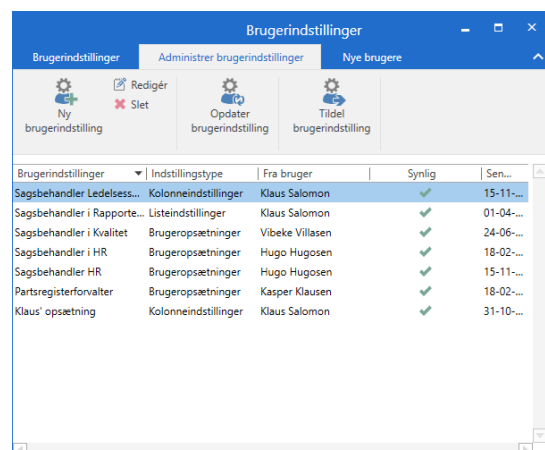 Brugerindstillinger
Brugerindstillinger Administrer brugerindstillinger Nye brugere
Ny brugerindstilling
Redigér
Slet
Opdater brugerindstilling
Tildel brugerindstilling
Brugerindstillinger Indstillingstype Fra bruger Synlig Sen...
Sagsbehandler Ledelsess... Kolonneindstillinger Klaus Salomon 15-11-...
Sagsbehandler i Rapporte... Listeindstillinger Klaus Salomon 01-04-...
Sagsbehandler i Kvalitet Brugeropsætninger Vibeke Villasen 24-06-...
Sagsbehandler i HR Brugeropsætninger Hugo Hugosen 18-02-...
Sagsbehandler HR Brugeropsætninger Hugo Hugosen 15-11-...
Partsregisterforvalter Brugeropsætninger Kasper Klausen 18-02-...
Klaus' opsætning Kolonneindstillinger Klaus Salomon 31-10-...